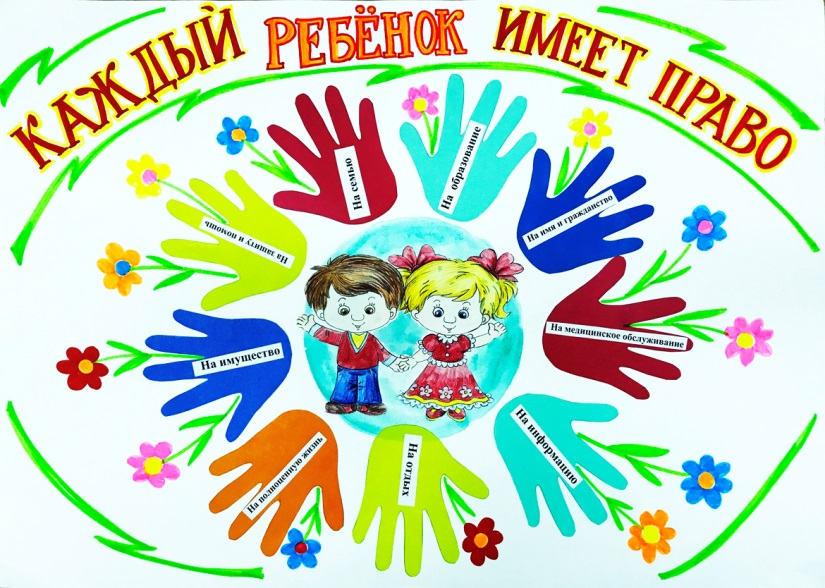 КАЖДЫЙ РЕБЁНОК ИМЕЕТ ПРАВО
На семью
На образование
На имя и гражданство
На медицинское обслуживание
На информацию
На отдых
На полноценную жизнь
На имущество
На защиту и помощь